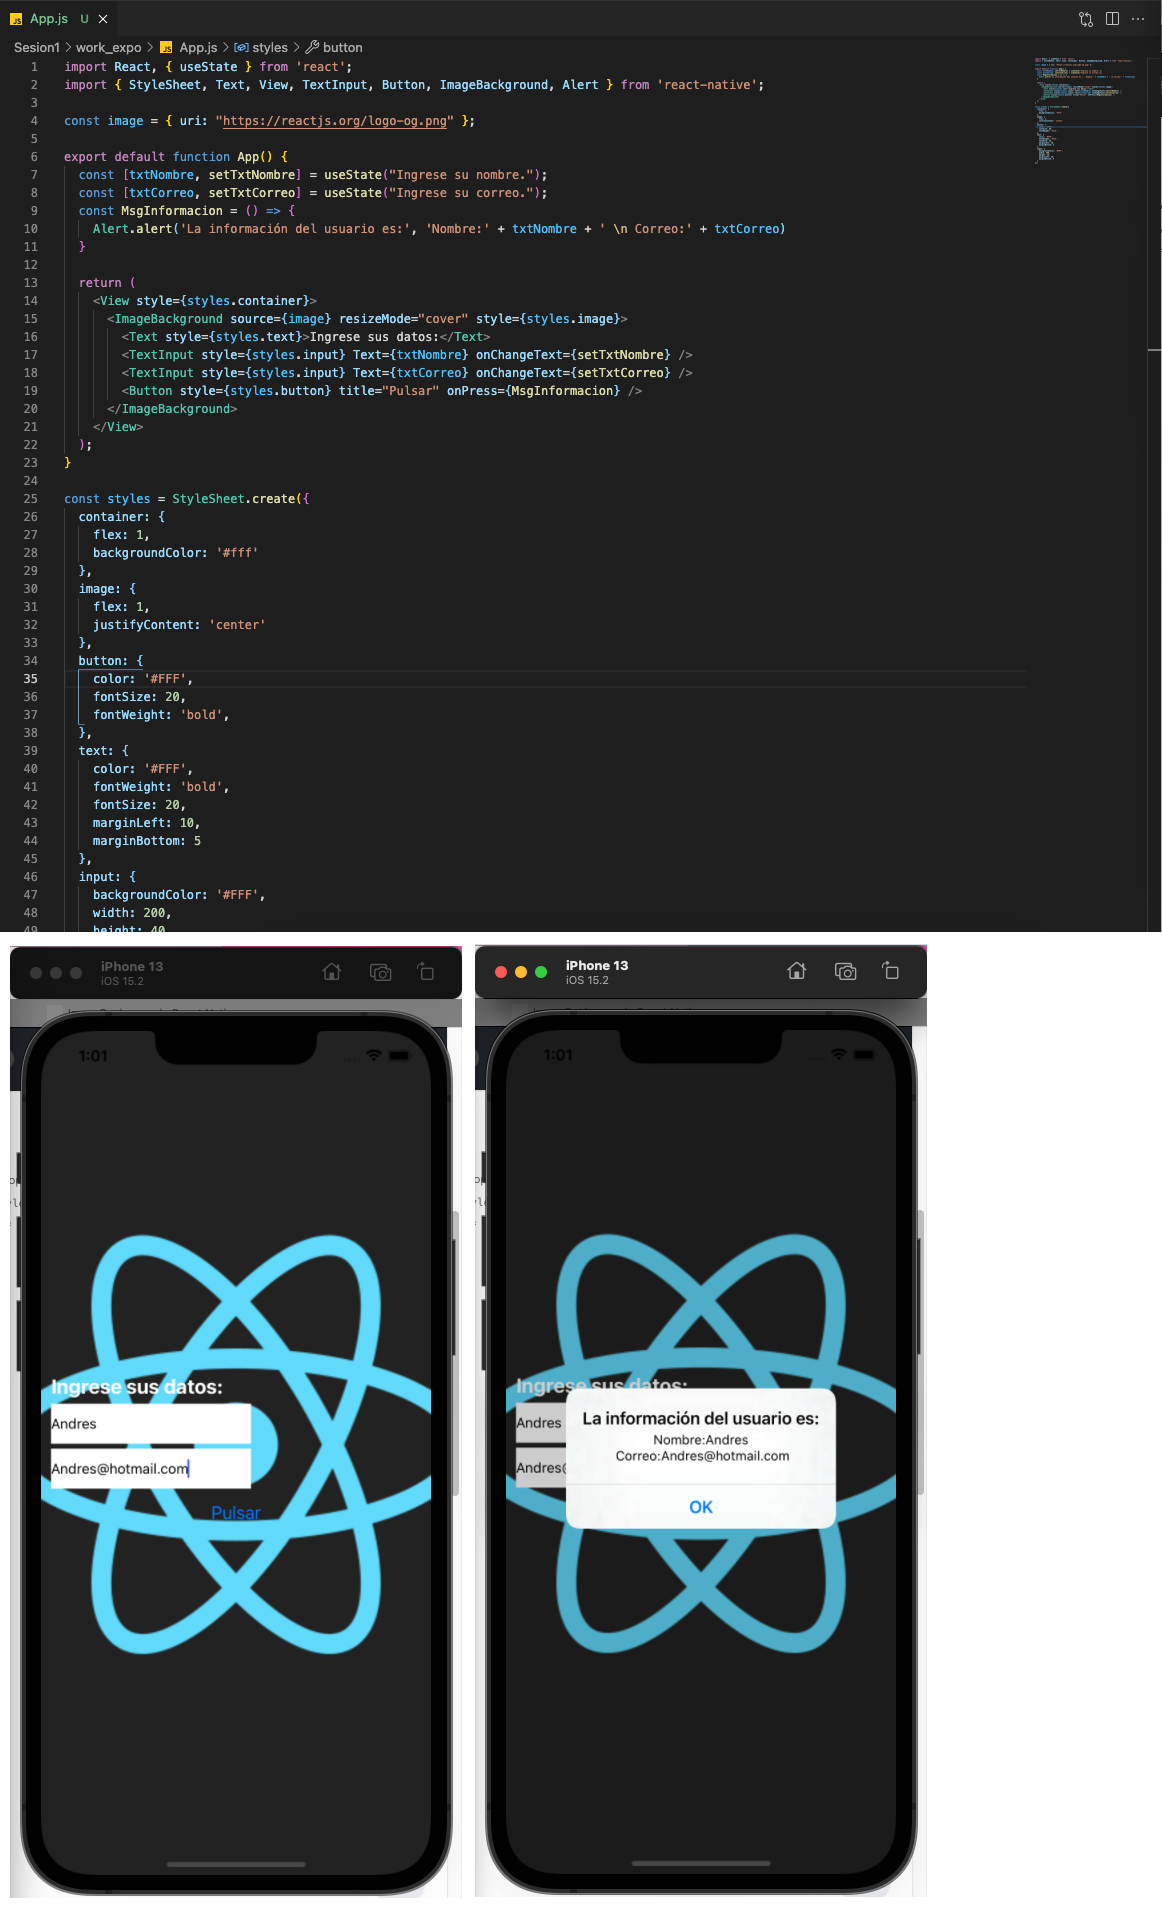 App.js U
Sesion1 > work_expo > App.js > styles > button
1 import React, { useState } from 'react';
2 import { StyleSheet, Text, View, TextInput, Button, ImageBackground, Alert } from 'react-native';
3
4 const image = { uri: "https://reactjs.org/logo-og.png" };
5
6 export default function App() {
7 const [txtNombre, setTxtNombre] = useState("Ingrese su nombre.");
8 const [txtCorreo, setTxtCorreo] = useState("Ingrese su correo.");
9 const MsgInformacion = () => {
10 Alert.alert('La información del usuario es:', 'Nombre:' + txtNombre + ' \n Correo:' + txtCorreo)
11 }
12
13 return (
14 <View style={styles.container}>
15 <ImageBackground source={image} resizeMode="cover" style={styles.image}>
16 <Text style={styles.text}>Ingrese sus datos:</Text>
17 <TextInput style={styles.input} Text={txtNombre} onChangeText={setTxtNombre} />
18 <TextInput style={styles.input} Text={txtCorreo} onChangeText={setTxtCorreo} />
19 <Button style={styles.button} title="Pulsar" onPress={MsgInformacion} />
20 </ImageBackground>
21 </View>
22 );
23 }
24
25 const styles = StyleSheet.create({
26 container: {
27 flex: 1,
28 backgroundColor: '#fff'
29 },
30 image: {
31 flex: 1,
32 justifyContent: 'center'
33 },
34 button: {
35 color: '#FFF',
36 fontSize: 20,
37 fontWeight: 'bold',
38 },
39 text: {
40 color: '#FFF',
41 fontWeight: 'bold',
42 fontSize: 20,
43 marginLeft: 10,
44 marginBottom: 5
45 },
46 input: {
47 backgroundColor: '#FFF',
48 width: 200,
49 height: 40
iPhone 13
iOS 15.2
1:01
Ingrese sus datos:
Andres
Andres@hotmail.com
Pulsar
iPhone 13
iOS 15.2
1:01
Ingrese sus datos:
Andres
Andres@
La información del usuario es:
Nombre:Andres
Correo:Andres@hotmail.com
OK